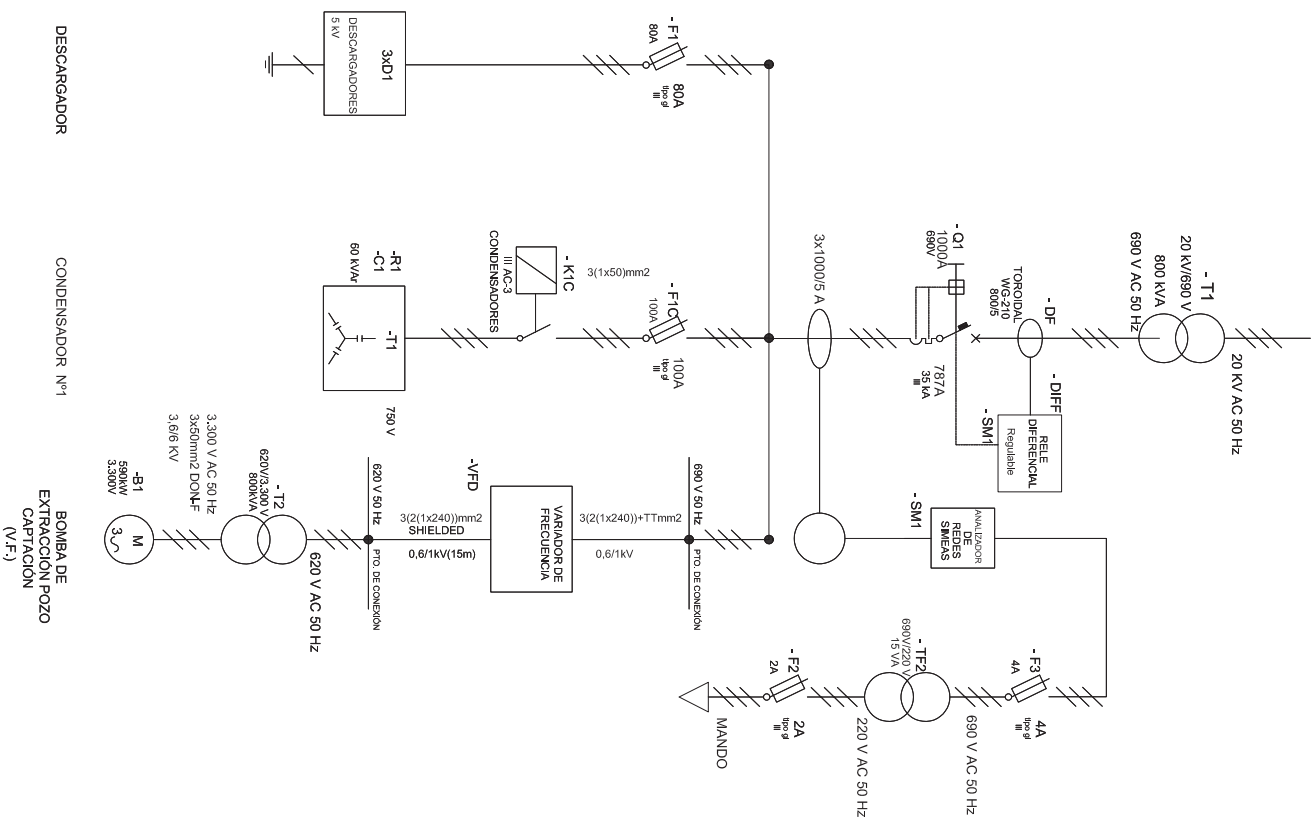 - T1
20 kV/690 V
800 kVA
690 V AC 50 Hz
20 KV AC 50 Hz
- DF
TOROIDAL
WG-210
800/5
- DIFF
RELE
DIFERENCIAL
Regulable
- SM1
- Q1
1000A
690V
787A
35 kA
III
3x1000/5 A
- SM1
ANALIZADOR
DE
REDES
SIMEAS
- F3
4A
4A
tipo gl
III
690 V AC 50 Hz
- TF2
690V/220 V
15 VA
220 V AC 50 Hz
- F2
2A
2A
tipo gl
III
MANDO
- F1
80A
80A
tipo gl
III
3xD1
DESCARGADORES
5 kV
DESCARGADOR
- F1C
100A
100A
tipo gl
III
3(1x50)mm2
- K1C
III AC-3
CONDENSADORES
-R1
-C1
60 kVAr
-T1
750 V
CONDENSADOR Nº1
690 V 50 Hz
PTO. DE CONEXIÓN
3(2(1x240))+TTmm2
0,6/1kV
-VFD
VARIADOR DE
FRECUENCIA
3(2(1x240))mm2
SHIELDED
0,6/1kV(15m)
620 V 50 Hz
PTO. DE CONEXIÓN
620 V AC 50 Hz
- T2
620V/3.300 V
800kVA
3.300 V AC 50 Hz
3x50mm2 DON-F
3,6/6 KV
-B1
590kW
3.300V
M
3
BOMBA DE
EXTRACCIÓN POZO
CAPTACIÓN
(V.F.)